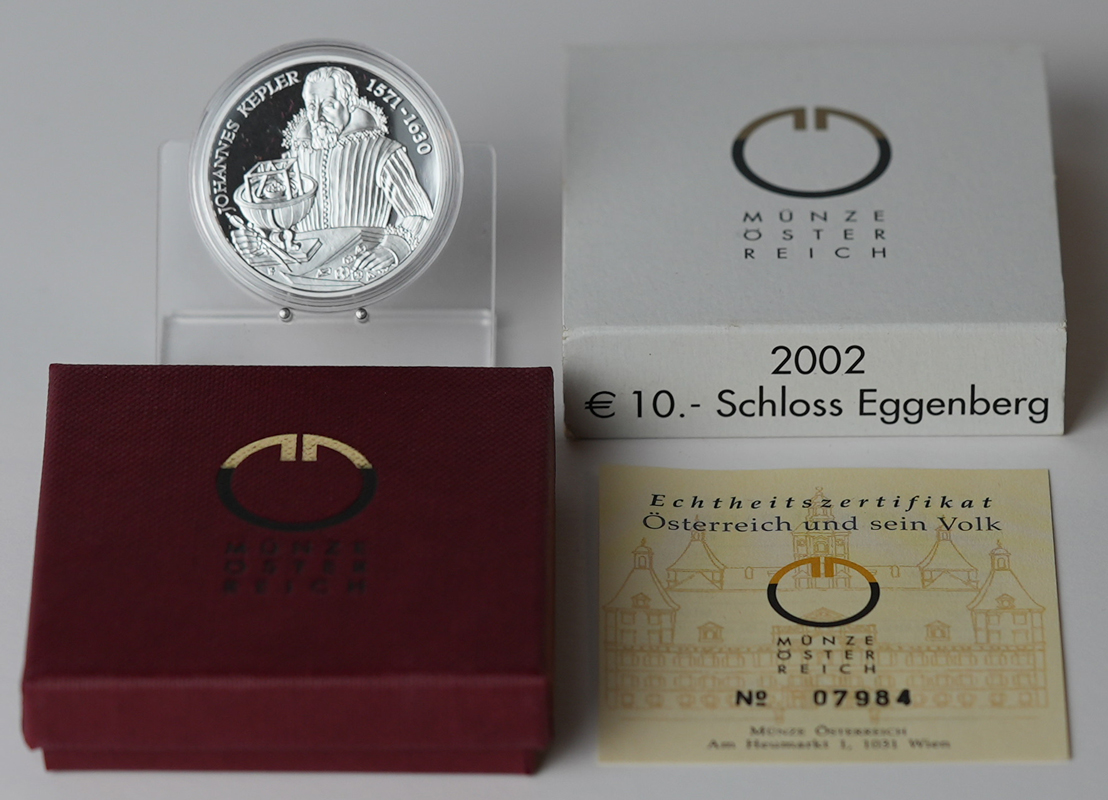 JOHANNES KEPLER 1571-1630
MÜNZE
ÖSTER
REICH
2002
€ 10.- Schloss Eggenberg
MÜNZE
ÖSTER
REICH
Echtheitszertifikat
Österreich und sein Volk
MÜNZE
ÖSTER
REICH
Nº 07984
MÜNZE ÖSTERREICH
Am Heumarkt 1, 1031 Wien